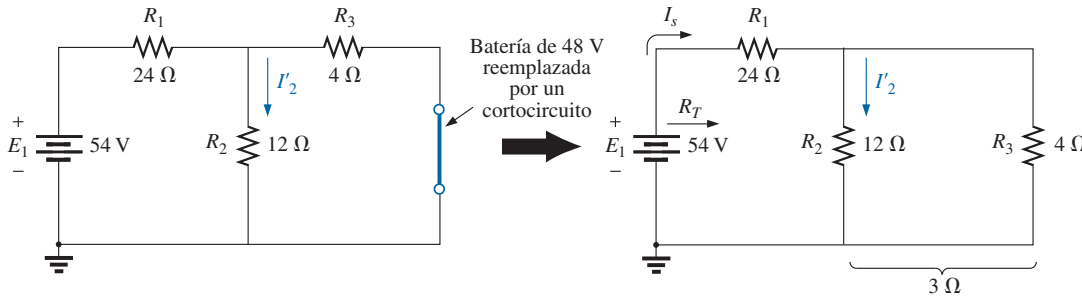 R1
24 Ω
R3
4 Ω
I′2
+
E1
–
54 V
R2
12 Ω
Batería de 48 V
reemplazada
por un
cortocircuito
Is
R1
24 Ω
RT
I′2
+
E1
–
54 V
R2
12 Ω
R3
4 Ω
3 Ω